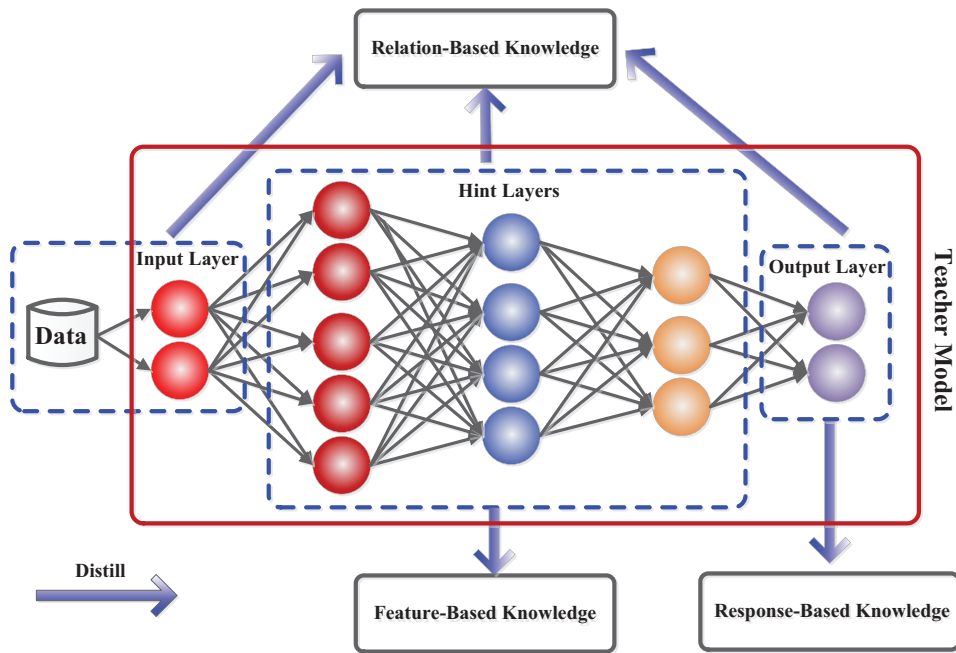 Relation-Based Knowledge
Hint Layers
Input Layer
Output Layer
Data
Teacher Model
Distill
Feature-Based Knowledge
Response-Based Knowledge